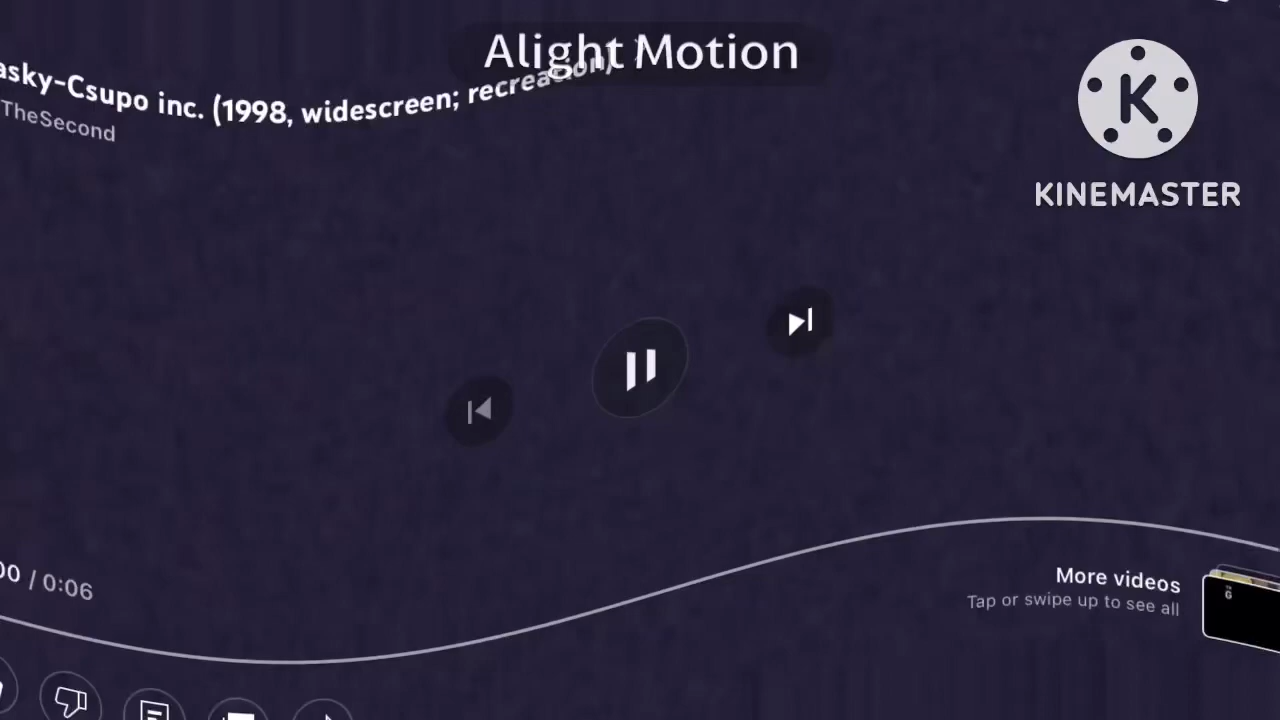 Alight Motion
asky-Csupo inc. (1998, widescreen; recreation)
TheSecond
K
KINEMASTER
00 / 0:06
More videos
Tap or swipe up to see all